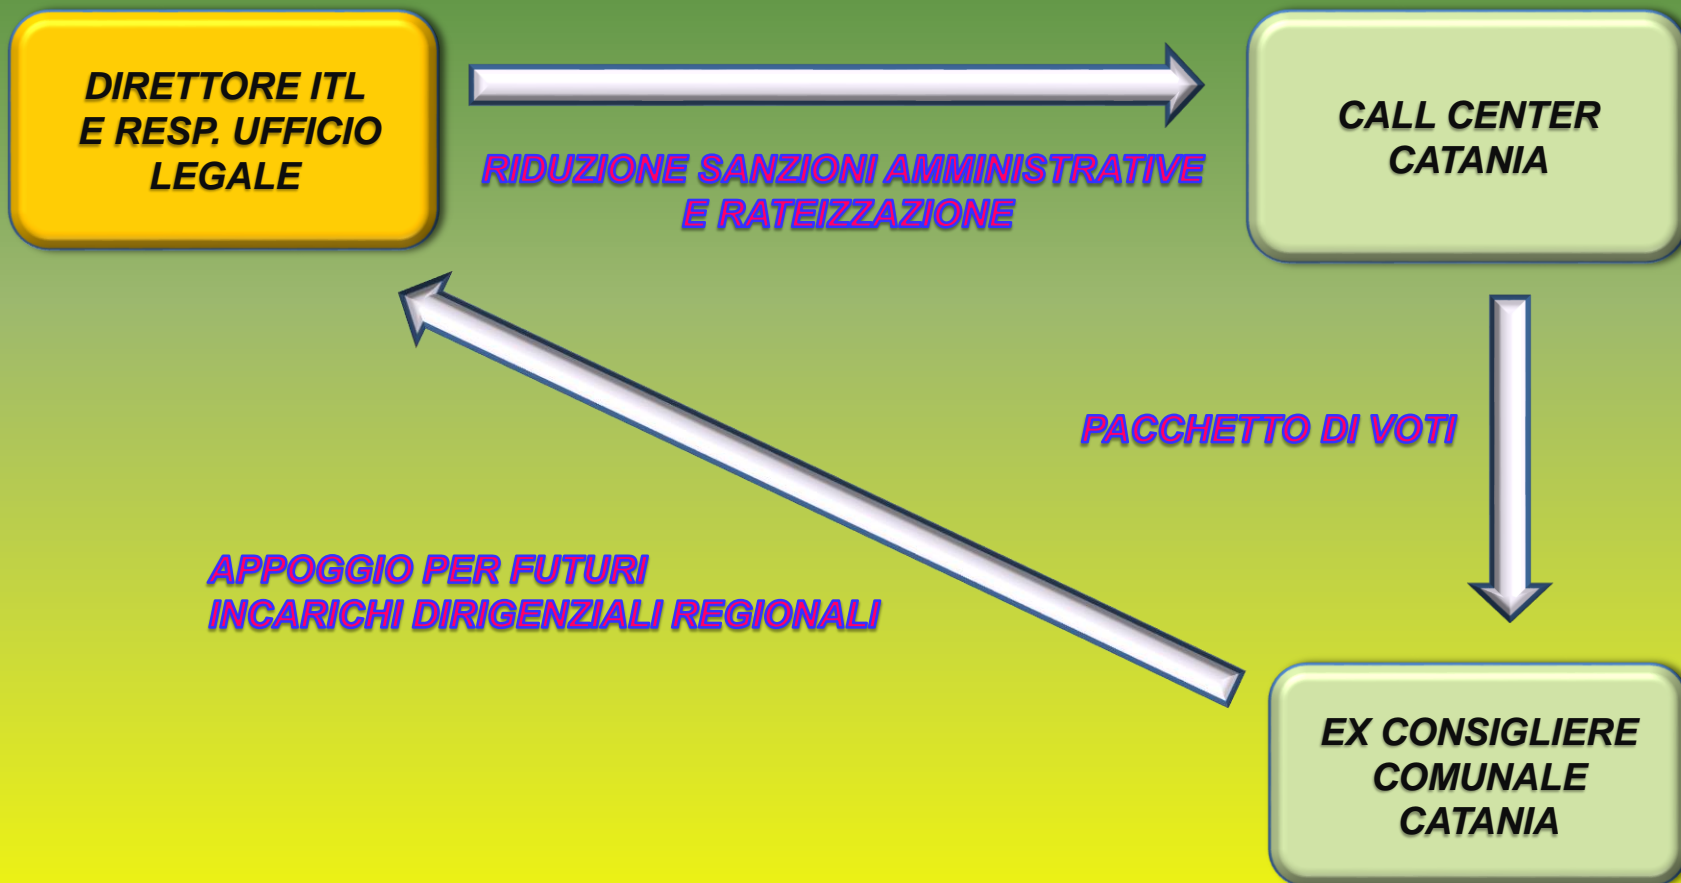 DIRETTORE ITL
E RESP. UFFICIO
LEGALE
RIDUZIONE SANZIONI AMMINISTRATIVE
E RATEIZZAZIONE
CALL CENTER
CATANIA
PACCHETTO DI VOTI
APPOGGIO PER FUTURI
INCARICHI DIRIGENZIALI REGIONALI
EX CONSIGLIERE
COMUNALE
CATANIA